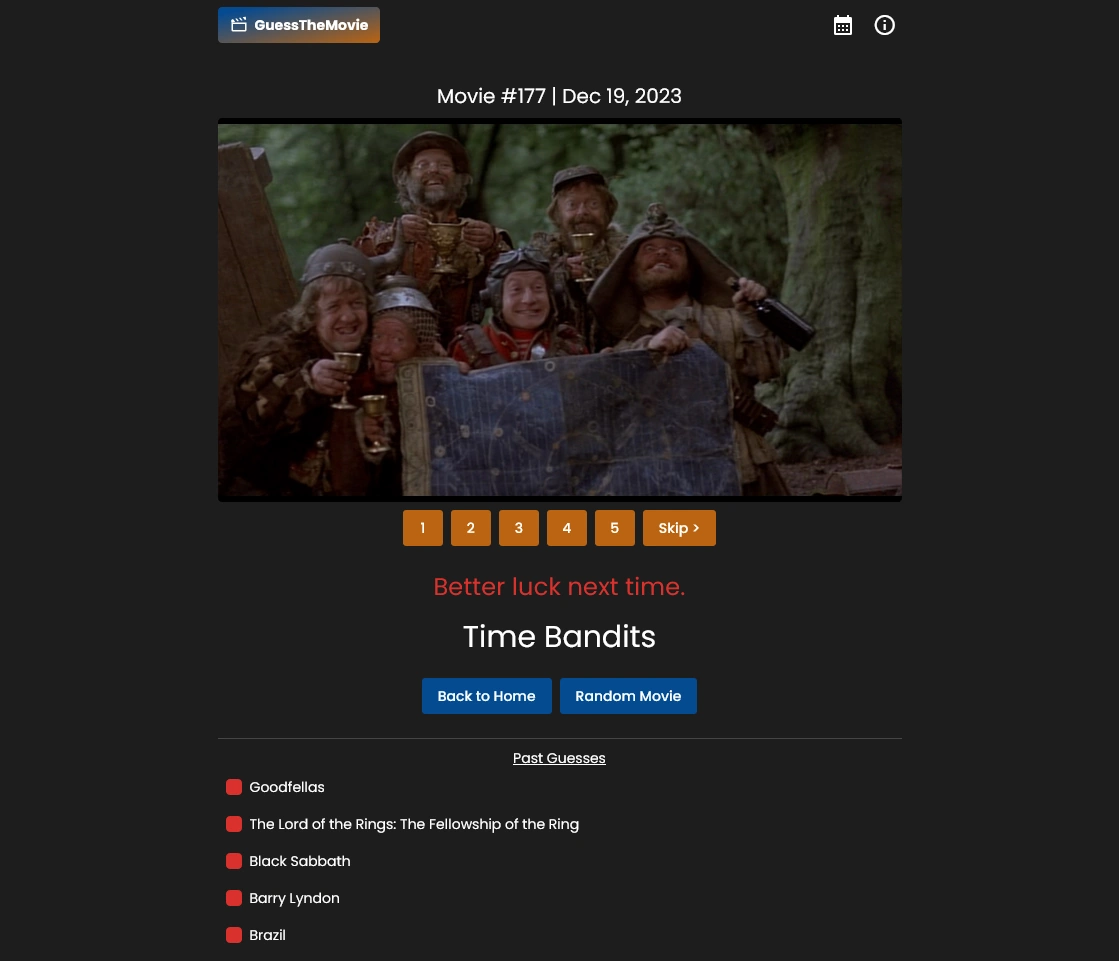 GuessTheMovie
Movie #177 | Dec 19, 2023
1 2 3 4 5 Skip >
Better luck next time.
Time Bandits
Back to Home Random Movie
Past Guesses
Goodfellas
The Lord of the Rings: The Fellowship of the Ring
Black Sabbath
Barry Lyndon
Brazil